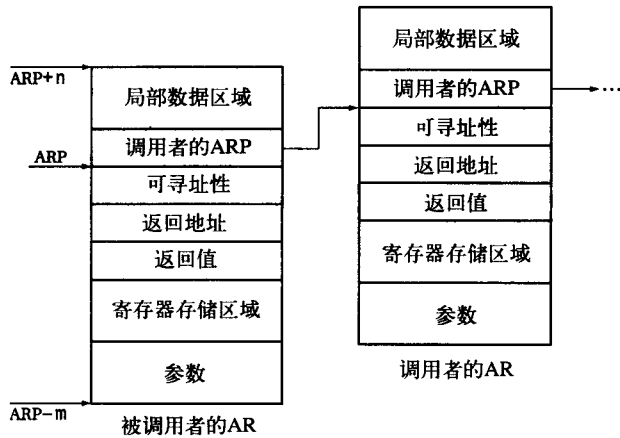 ARP+n
局部数据区域
调用者的ARP
ARP
可寻址性
返回地址
返回值
寄存器存储区域
参数
ARP-m
被调用者的AR
局部数据区域
调用者的ARP
...
可寻址性
返回地址
返回值
寄存器存储区域
参数
调用者的AR